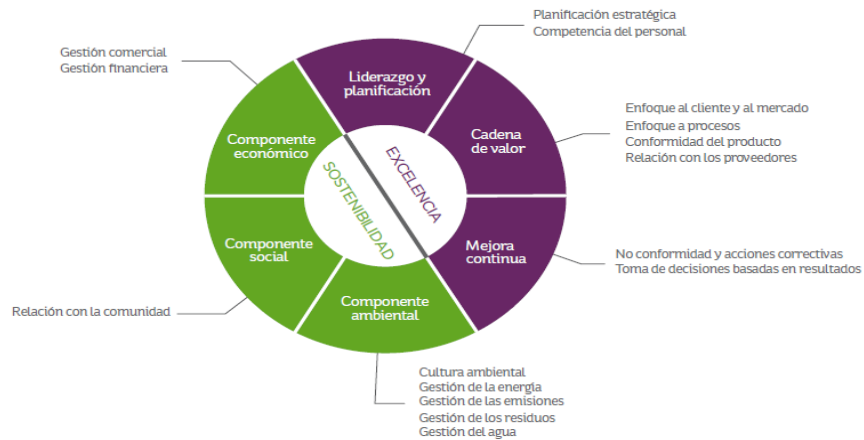 Planificación estratégica
Competencia del personal
Gestión comercial
Gestión financiera
Liderazgo y
planificación
Enfoque al cliente y al mercado
Enfoque a procesos
Conformidad del producto
Relación con los proveedores
Componente
económico
Cadena
de valor
EXCELENCIA
SOSTENIBILIDAD
Componente
social
Mejora
continua
No conformidad y acciones correctivas
Toma de decisiones basadas en resultados
Relación con la comunidad
Componente
ambiental
Cultura ambiental
Gestión de la energía
Gestión de las emisiones
Gestión de los residuos
Gestión del agua